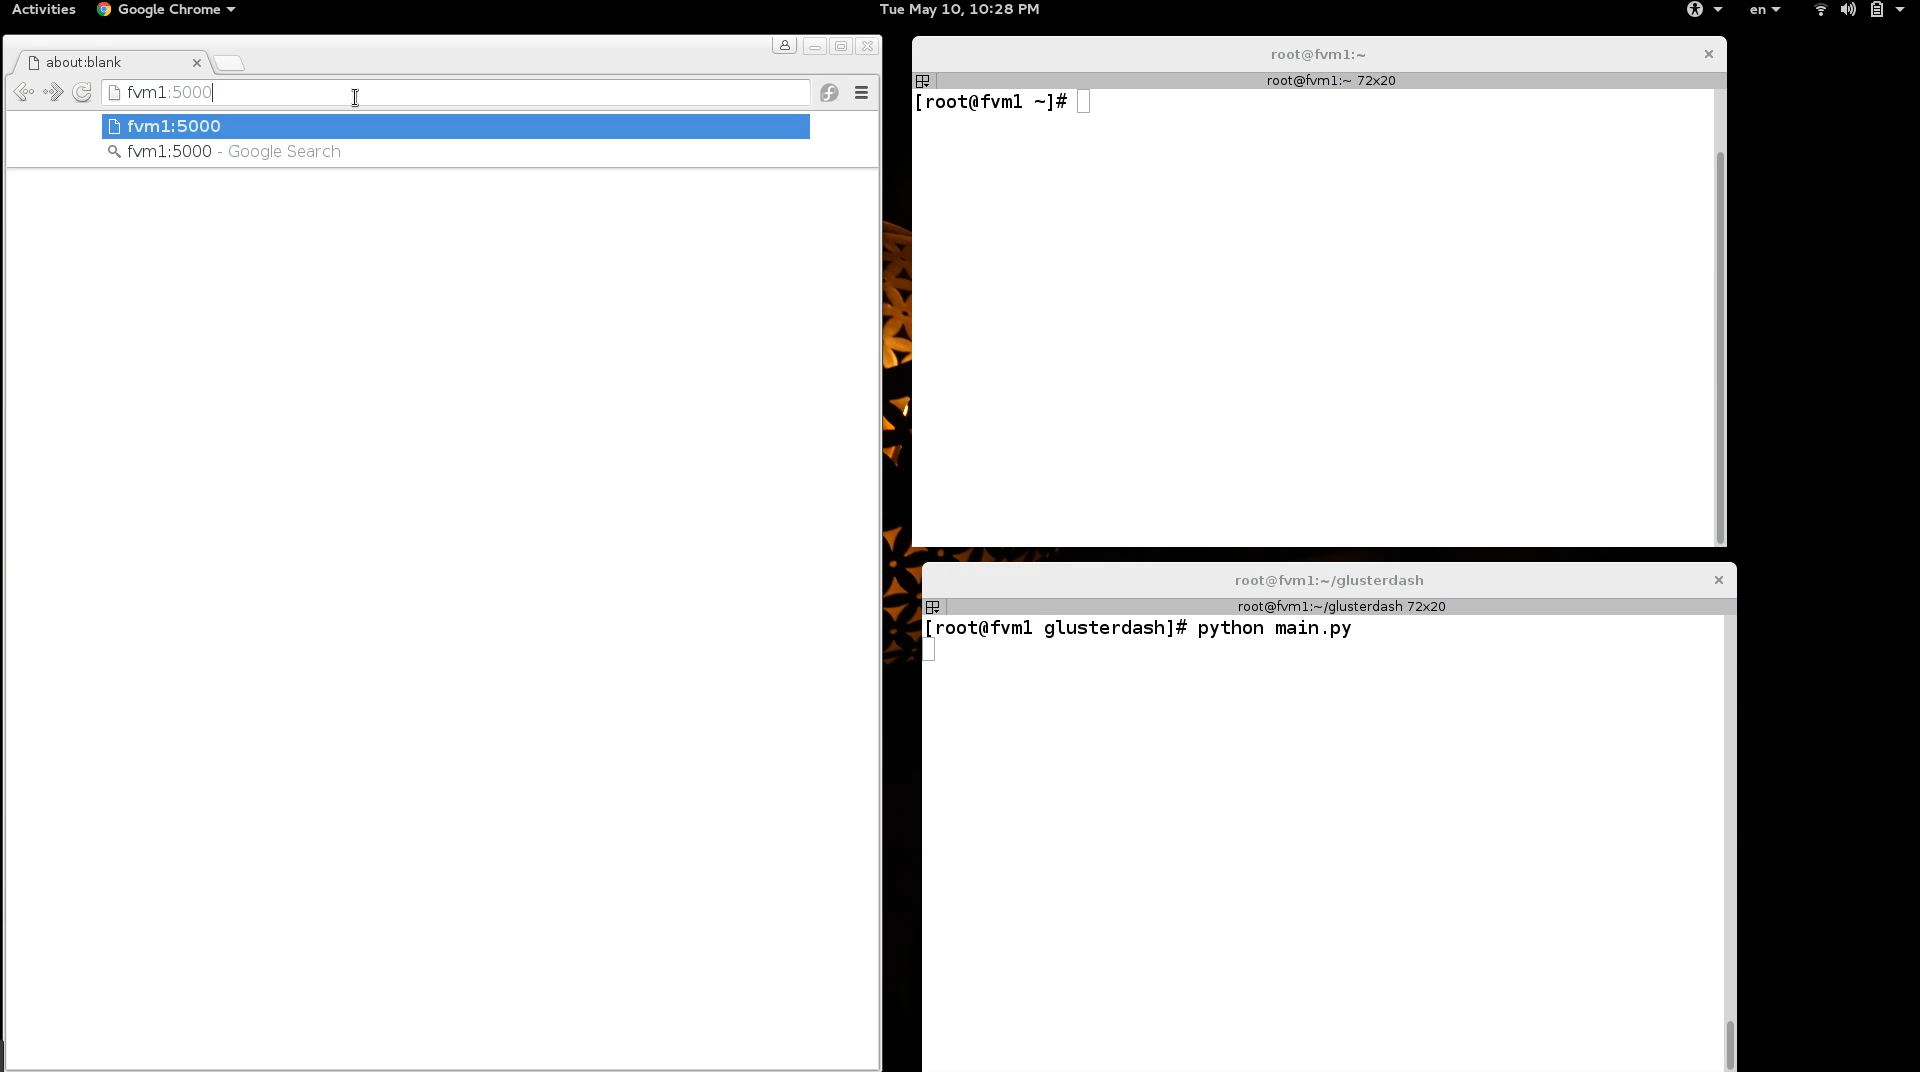 Activities Google Chrome Tue May 10, 10:28 PM en
about:blank
fvm1:5000
fvm1:5000
fvm1:5000 - Google Search
root@fvm1:~
root@fvm1:~ 72x20
[root@fvm1 ~]#
root@fvm1:~/glusterdash
root@fvm1:~/glusterdash 72x20
[root@fvm1 glusterdash]# python main.py